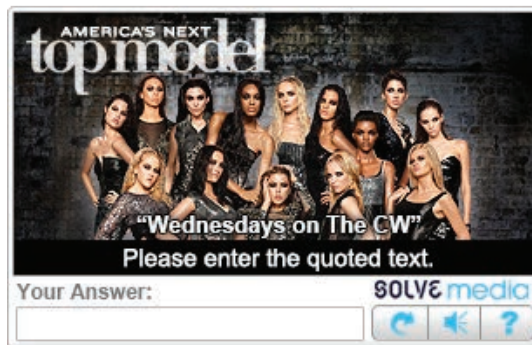 AMERICA'S NEXT
top model
“Wednesdays on The CW”
Please enter the quoted text.
Your Answer:
SOLVE media
?